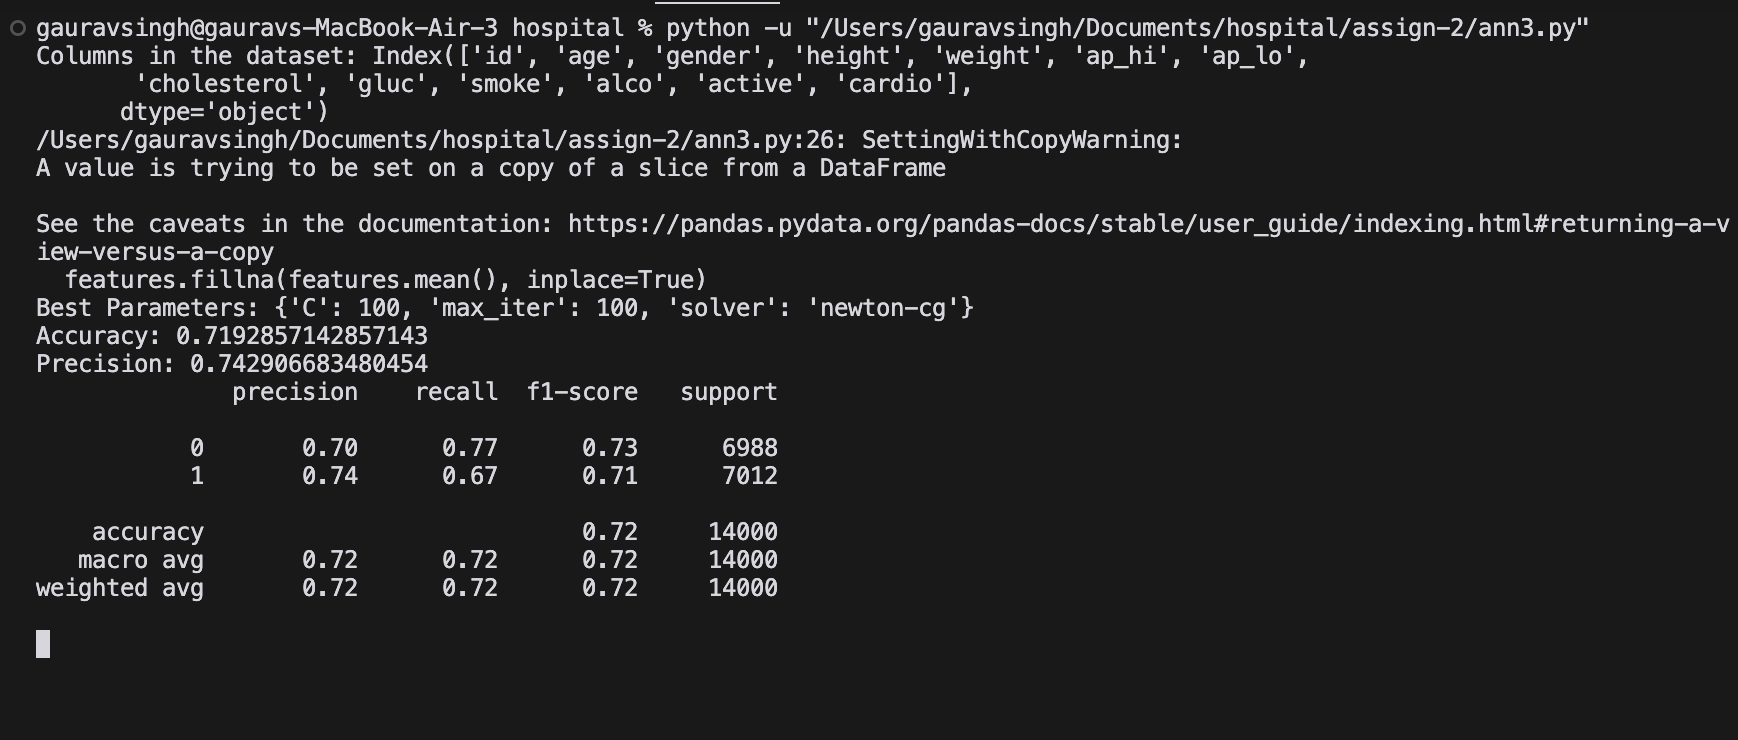 gauravsingh@gauravs-MacBook-Air-3 hospital % python -u "/Users/gauravsingh/Documents/hospital/assign-2/ann3.py"
Columns in the dataset: Index(['id', 'age', 'gender', 'height', 'weight', 'ap_hi', 'ap_lo',
       'cholesterol', 'gluc', 'smoke', 'alco', 'active', 'cardio'],
      dtype='object')
/Users/gauravsingh/Documents/hospital/assign-2/ann3.py:26: SettingWithCopyWarning:
A value is trying to be set on a copy of a slice from a DataFrame

See the caveats in the documentation: https://pandas.pydata.org/pandas-docs/stable/user_guide/indexing.html#returning-a-v
iew-versus-a-copy
  features.fillna(features.mean(), inplace=True)
Best Parameters: {'C': 100, 'max_iter': 100, 'solver': 'newton-cg'}
Accuracy: 0.7192857142857143
Precision: 0.742906683480454
              precision    recall  f1-score   support

           0       0.70      0.77      0.73      6988
           1       0.74      0.67      0.71      7012

    accuracy                           0.72     14000
   macro avg       0.72      0.72      0.72     14000
weighted avg       0.72      0.72      0.72     14000